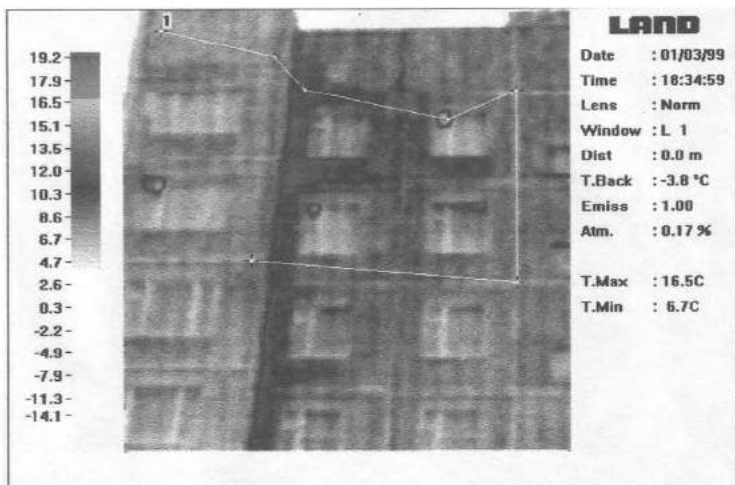 1
LAND
19.2
17.9
16.5
15.1
13.5
12.0
10.3
8.6
6.7
4.7
2.6
0.3
-2.2
-4.9
-7.9
-11.3
-14.1
Date : 01/03/99
Time : 18:34:59
Lens : Norm
Window : L 1
Dist : 0.0 m
T.Back : -3.8 °C
Emiss : 1.00
Atm. : 0.17 %
T.Max : 16.5C
T.Min : 6.7C